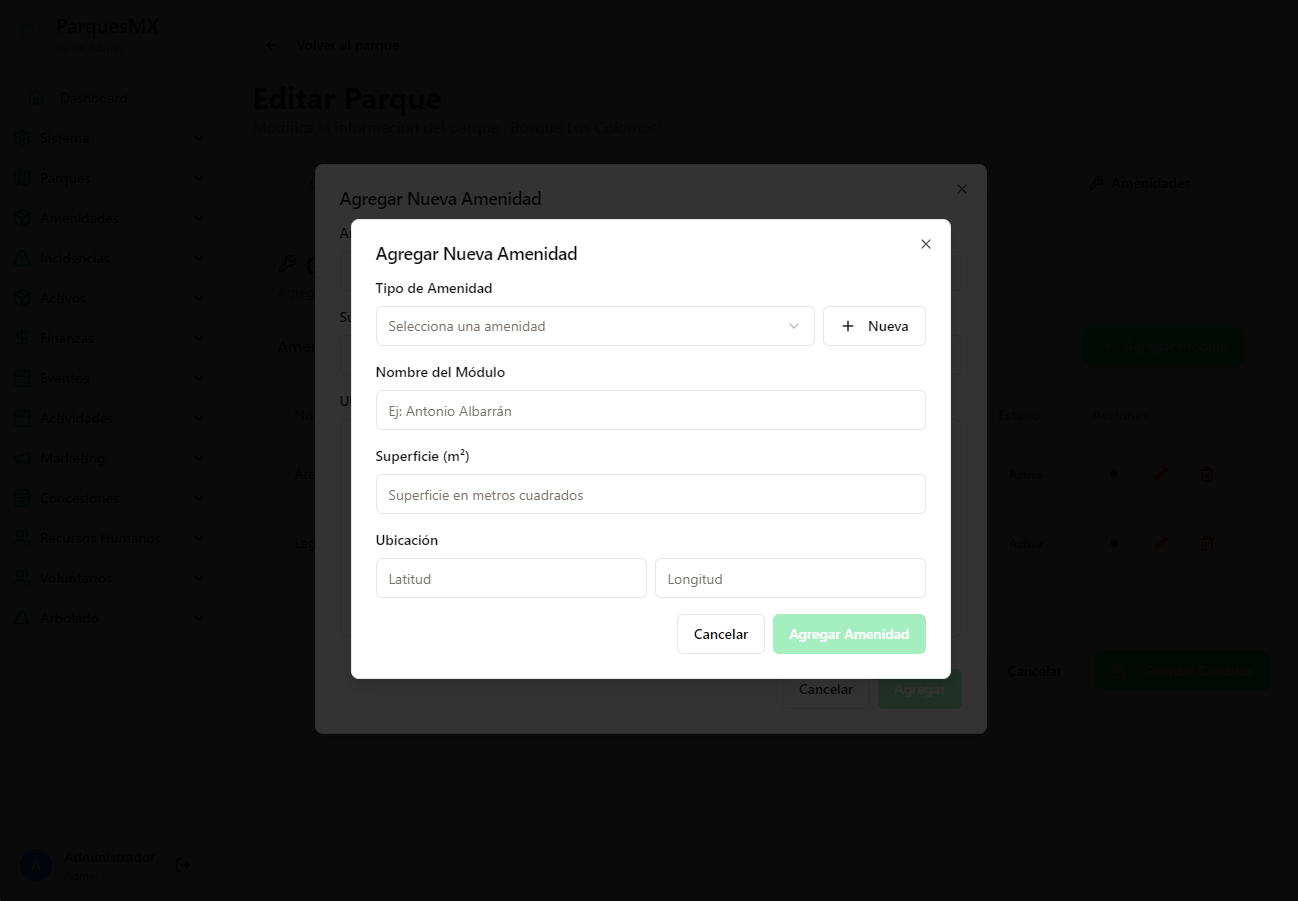 ParquesMX
Volver al parque
Dashboard
Editar Parque
Modifica la información del parque "Bosque Los Colomos"
Sistema
Parques
Amenidades
Incidencias
Activos
Finanzas
Eventos
Actividades
Marketing
Concesiones
Recursos Humanos
Voluntarios
Arbolado
Administrador
Admin
Amenidades
Estado
Acciones
Activa
Activa
Cancelar
Agregar Nueva Amenidad
Cancelar
Agregar
Agregar Nueva Amenidad
Tipo de Amenidad
Selecciona una amenidad
Nueva
Nombre del Módulo
Ej: Antonio Albarrán
Superficie (m²)
Superficie en metros cuadrados
Ubicación
Latitud
Longitud
Cancelar
Agregar Amenidad